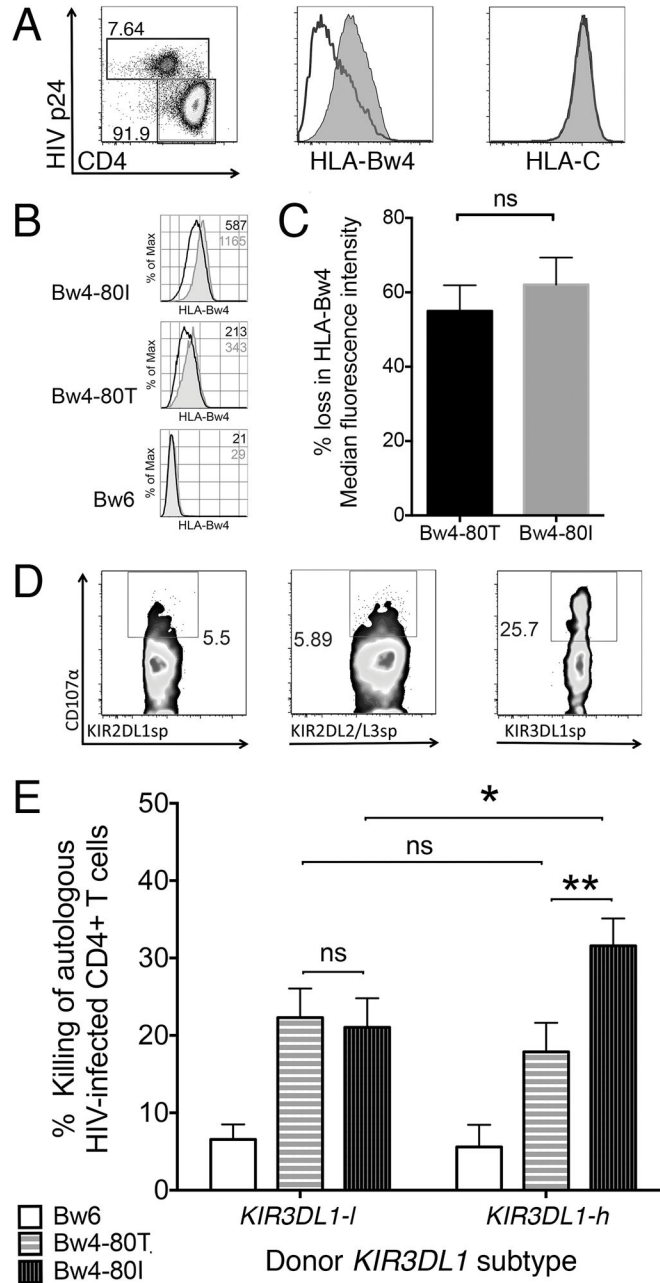 A
7.64
91.9
HIV p24
CD4
HLA-Bw4
HLA-C
B
Bw4-80I
% of Max
587
1165
HLA-Bw4
Bw4-80T
% of Max
213
343
HLA-Bw4
Bw6
% of Max
21
29
HLA-Bw4
C
ns
% loss in HLA-Bw4
Median fluorescence intensity
80
60
40
20
0
Bw4-80T
Bw4-80I
D
CD107α
5.5
KIR2DL1sp
5.89
KIR2DL2/L3sp
25.7
KIR3DL1sp
E
% Killing of autologous
HIV-infected CD4+ T cells
50
40
30
20
10
0
*
ns
**
ns
KIR3DL1-l
KIR3DL1-h
Donor KIR3DL1 subtype
Bw6
Bw4-80T
Bw4-80I